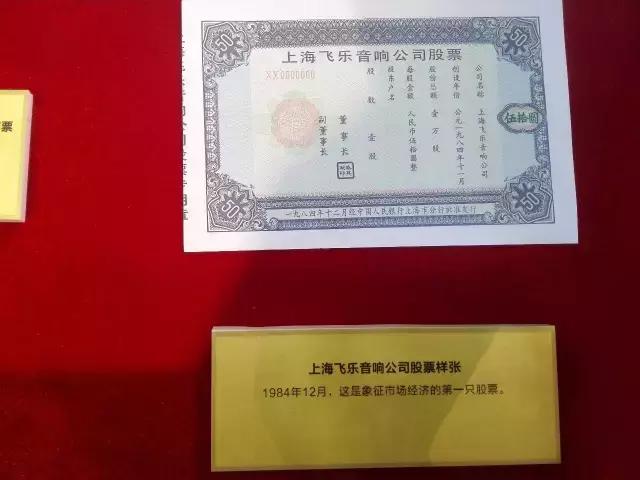 上海飞乐音响公司股票
XX0000000
50
50
50
50
伍拾圆
公司名称 上海飞乐音响公司
创设年份 公元一九八四年十一月
股份总额 壹万股
每股金额 人民币伍拾圆整
股东户名
股数 壹股
董事长
副董事长
一九八四年十二月经中国人民银行上海市分行批准发行
票
上海飞乐音响公司股票样张
1984年12月，这是象征市场经济的第一只股票。